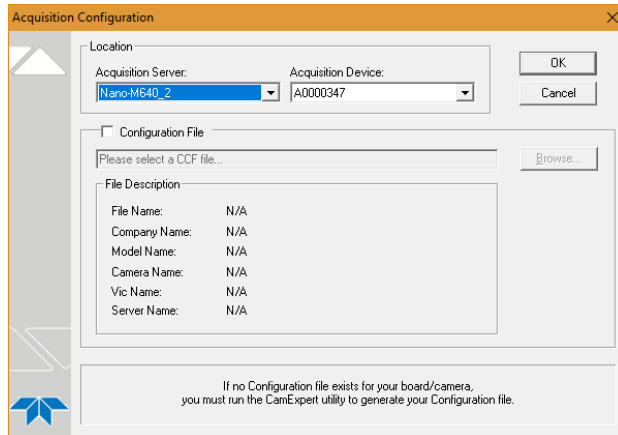 Acquisition Configuration
Location
Acquisition Server:
Acquisition Device:
Nano-M640_2
A0000347
OK
Cancel
Configuration File
Please select a CCF file...
Browse...
File Description
File Name: N/A
Company Name: N/A
Model Name: N/A
Camera Name: N/A
Vic Name: N/A
Server Name: N/A
If no Configuration file exists for your board/camera,
you must run the CamExpert utility to generate your Configuration file.